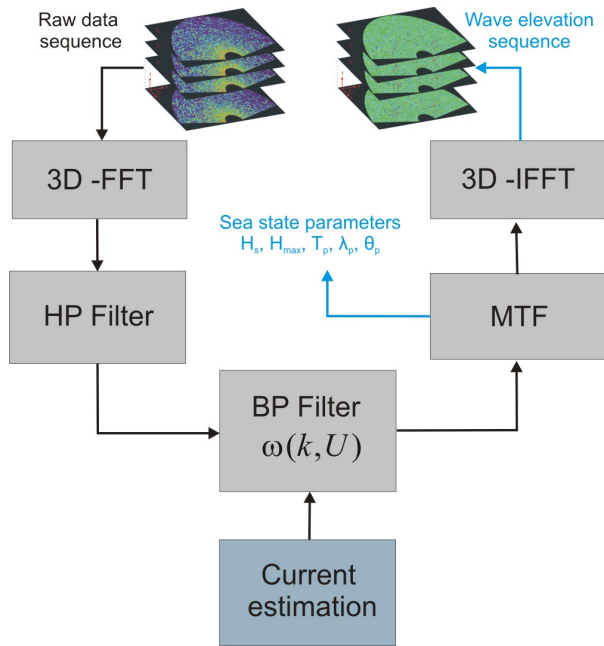 Raw data
sequence
Wave elevation
sequence
3D -FFT
3D -IFFT
Sea state parameters
Hₛ, Hₘₐₓ, Tₚ, λₚ, θₚ
HP Filter
MTF
BP Filter
ω(k,U)
Current
estimation